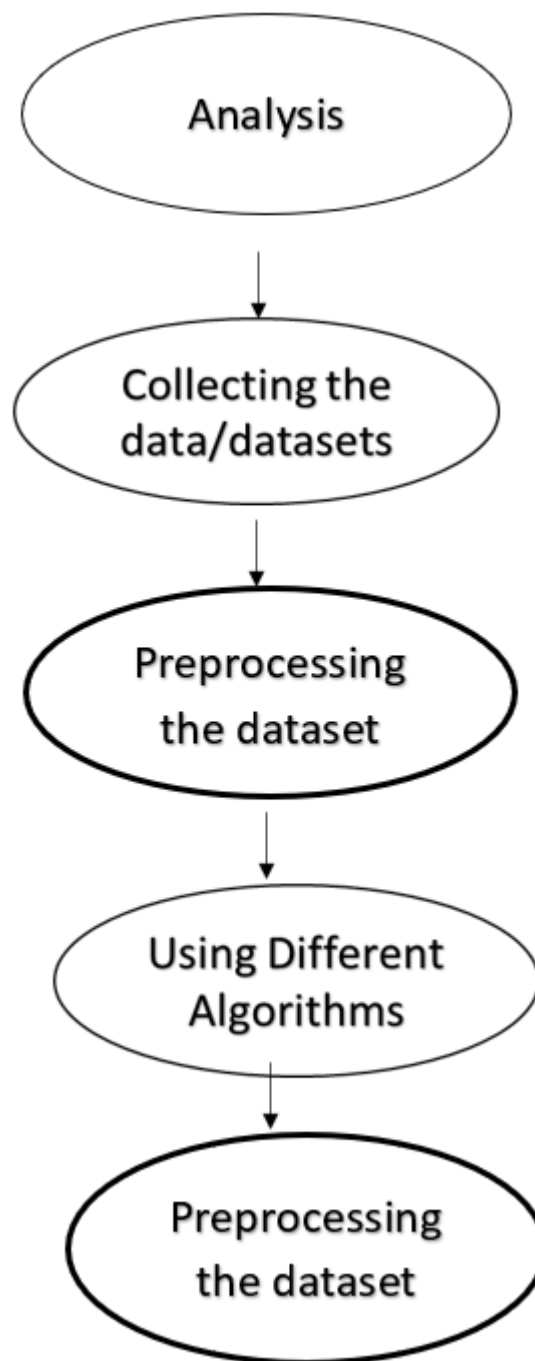 Analysis
Collecting the
data/datasets
Preprocessing
the dataset
Using Different
Algorithms
Preprocessing
the dataset